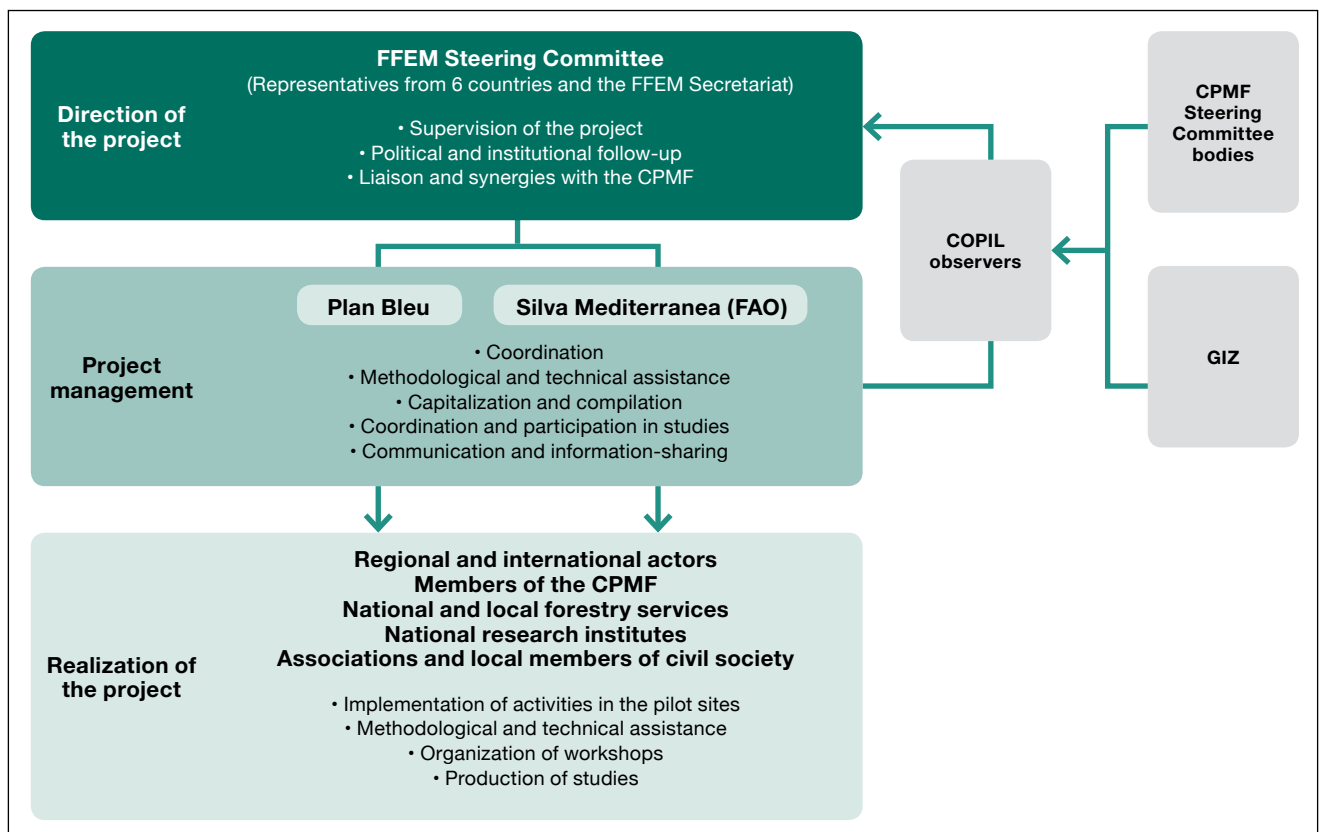 FFEM Steering Committee
(Representatives from 6 countries and the FFEM Secretariat)
Direction of
the project
• Supervision of the project
• Political and institutional follow-up
• Liaison and synergies with the CPMF
CPMF
Steering
Committee
bodies
COPIL
observers
GIZ
Plan Bleu
Silva Mediterranea (FAO)
Project
management
• Coordination
• Methodological and technical assistance
• Capitalization and compilation
• Coordination and participation in studies
• Communication and information-sharing
Realization of
the project
Regional and international actors
Members of the CPMF
National and local forestry services
National research institutes
Associations and local members of civil society
• Implementation of activities in the pilot sites
• Methodological and technical assistance
• Organization of workshops
• Production of studies